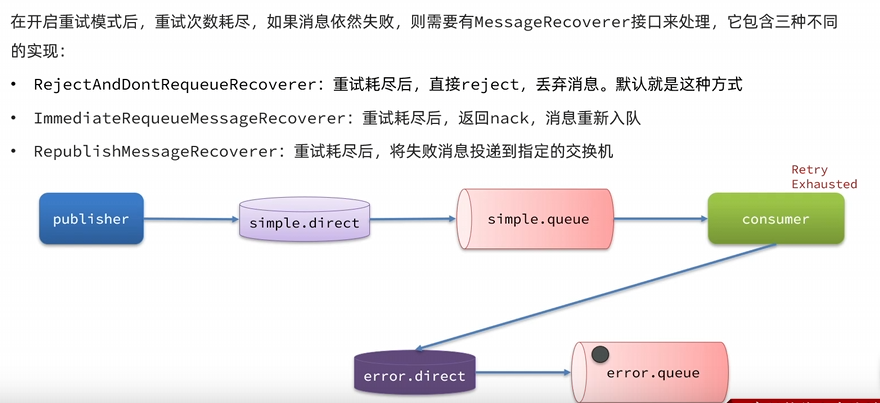 在开启重试模式后，重试次数耗尽，如果消息依然失败，则需要有MessageRecoverer接口来处理，它包含三种不同
的实现：
• RejectAndDontRequeueRecoverer：重试耗尽后，直接reject，丢弃消息。默认就是这种方式
• ImmediateRequeueMessageRecoverer：重试耗尽后，返回nack，消息重新入队
• RepublishMessageRecoverer：重试耗尽后，将失败消息投递到指定的交换机
Retry
Exhausted
publisher
simple.direct
simple.queue
consumer
error.direct
error.queue